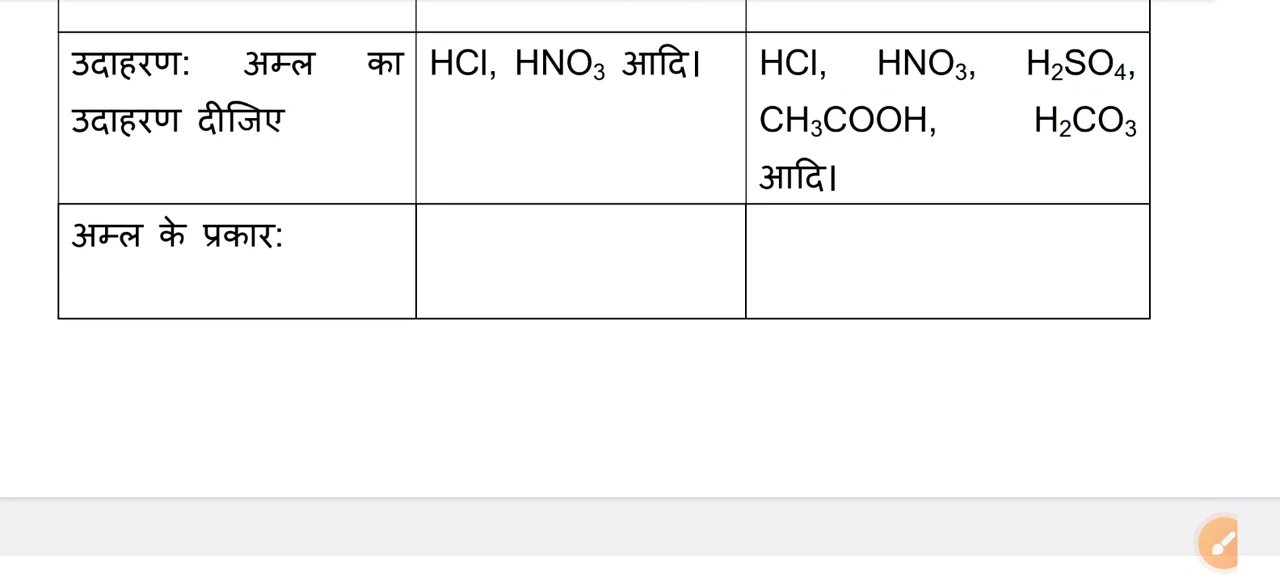 उदाहरण: अम्ल का
उदाहरण दीजिए
HCl, HNO₃ आदि।
HCl, HNO₃, H₂SO₄,
CH₃COOH, H₂CO₃
आदि।
अम्ल के प्रकार: